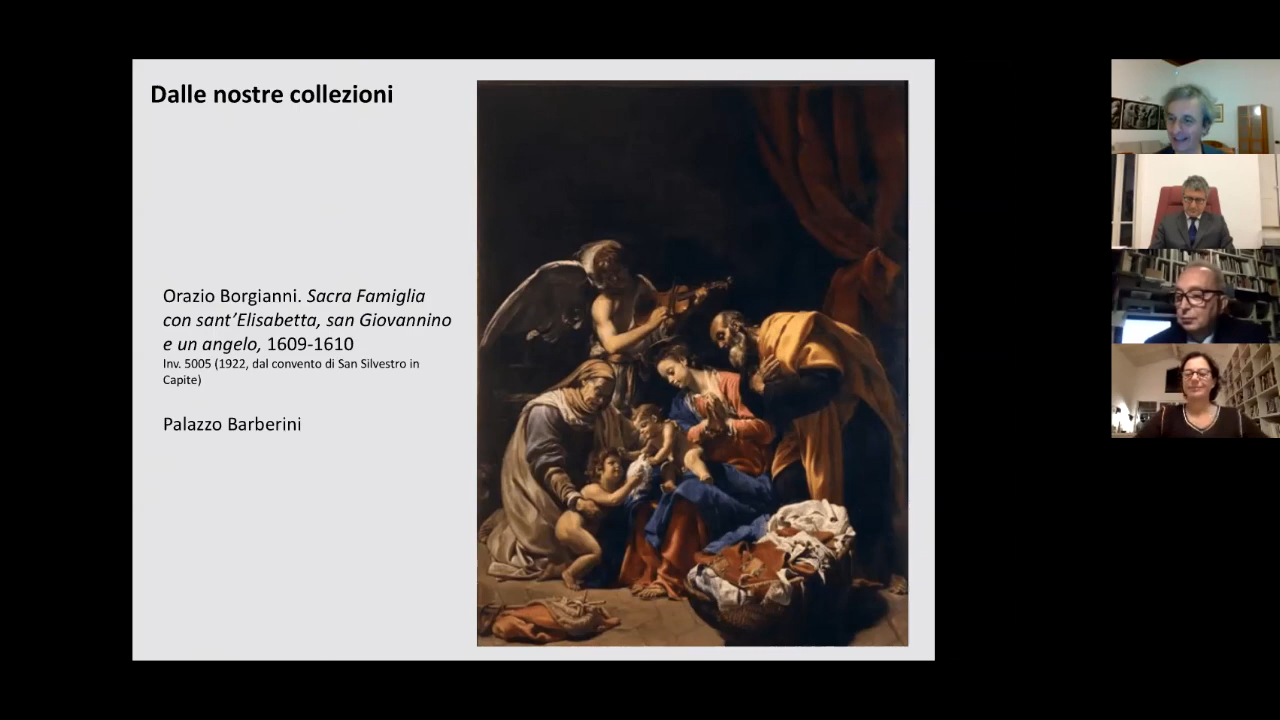 Dalle nostre collezioni
Orazio Borgianni. Sacra Famiglia
con sant’Elisabetta, san Giovannino
e un angelo, 1609-1610
Inv. 5005 (1922, dal convento di San Silvestro in
Capite)
Palazzo Barberini